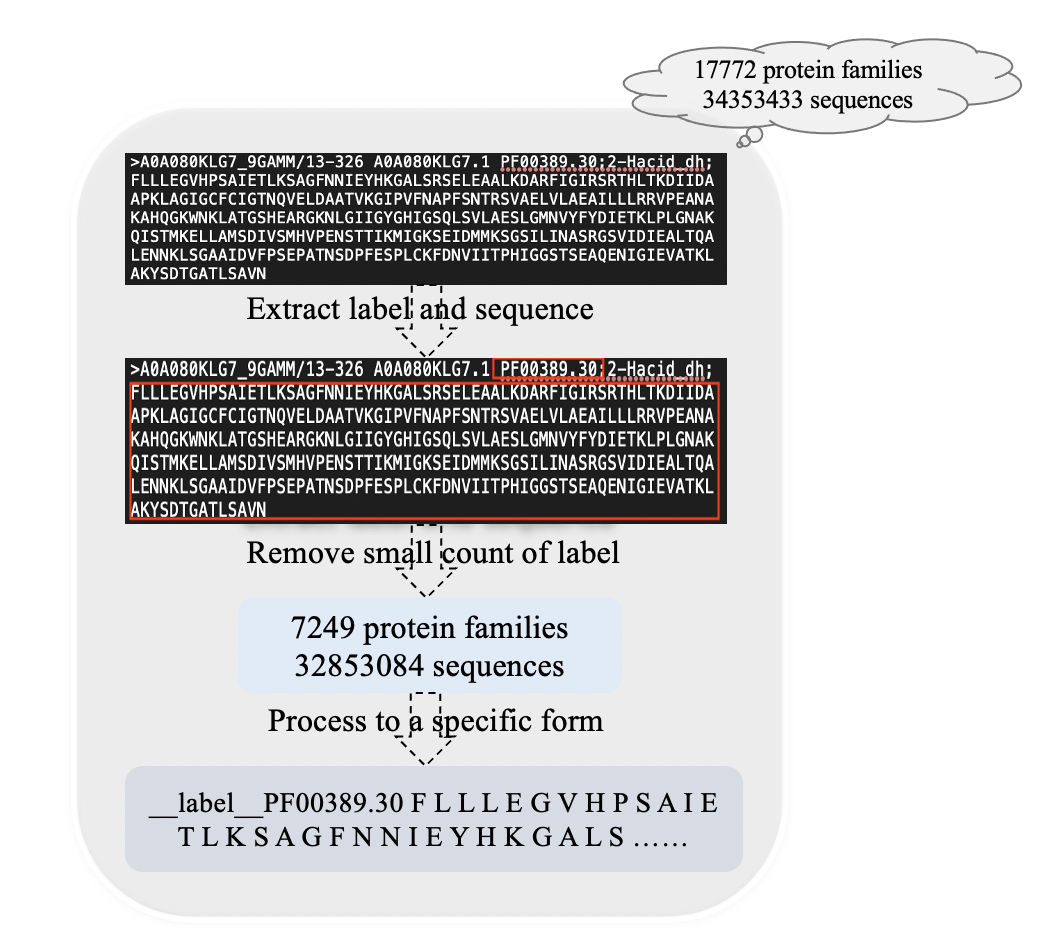 17772 protein families
34353433 sequences
>A0A080KLG7_9GAMM/13-326 A0A080KLG7.1 PF00389.30;2-Hacid_dh;
FLLLEGVHPSAIETLKSAGFNNIEYHKGALSRSELEAALKDARFIGIRSRTHLTKDIIDA
APKLAGIGCFCIGTNQVELDAATVKGIPVFNAPFSNTRSVAELVLAEAILLLRRVPEANA
KAHQGKWNKLATGSHEARGKNLGIIGYGHIGSQLSVLAESLGMNVYFYDIETKLPLGNAK
QISTMKELLAMSDIVSMHVPENSTTIKMIGKSEIDMMKSGSILINASRGSVIDIEALTQA
LENNKLSGAAIDVFPSEPATNSDPFESPLCKFDNVIITPHIGGSTSEAQENIGIEVATKL
AKYSDTGATLSAVN
Extract label and sequence
>A0A080KLG7_9GAMM/13-326 A0A080KLG7.1 PF00389.30;2-Hacid_dh;
FLLLEGVHPSAIETLKSAGFNNIEYHKGALSRSELEAALKDARFIGIRSRTHLTKDIIDA
APKLAGIGCFCIGTNQVELDAATVKGIPVFNAPFSNTRSVAELVLAEAILLLRRVPEANA
KAHQGKWNKLATGSHEARGKNLGIIGYGHIGSQLSVLAESLGMNVYFYDIETKLPLGNAK
QISTMKELLAMSDIVSMHVPENSTTIKMIGKSEIDMMKSGSILINASRGSVIDIEALTQA
LENNKLSGAAIDVFPSEPATNSDPFESPLCKFDNVIITPHIGGSTSEAQENIGIEVATKL
AKYSDTGATLSAVN
Remove small count of label
7249 protein families
32853084 sequences
Process to a specific form
__label__PF00389.30 F L L L E G V H P S A I E
T L K S A G F N N I E Y H K G A L S ……